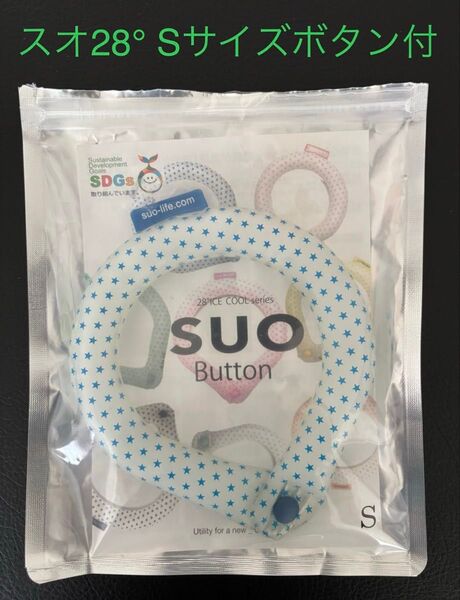 スオ28° Sサイズボタン付
Sustainable
Development
Goals
SDGs
取り組んでいます。
suo-life.com
28°ICE COOL series
SUO
Button
Utility for a new
S